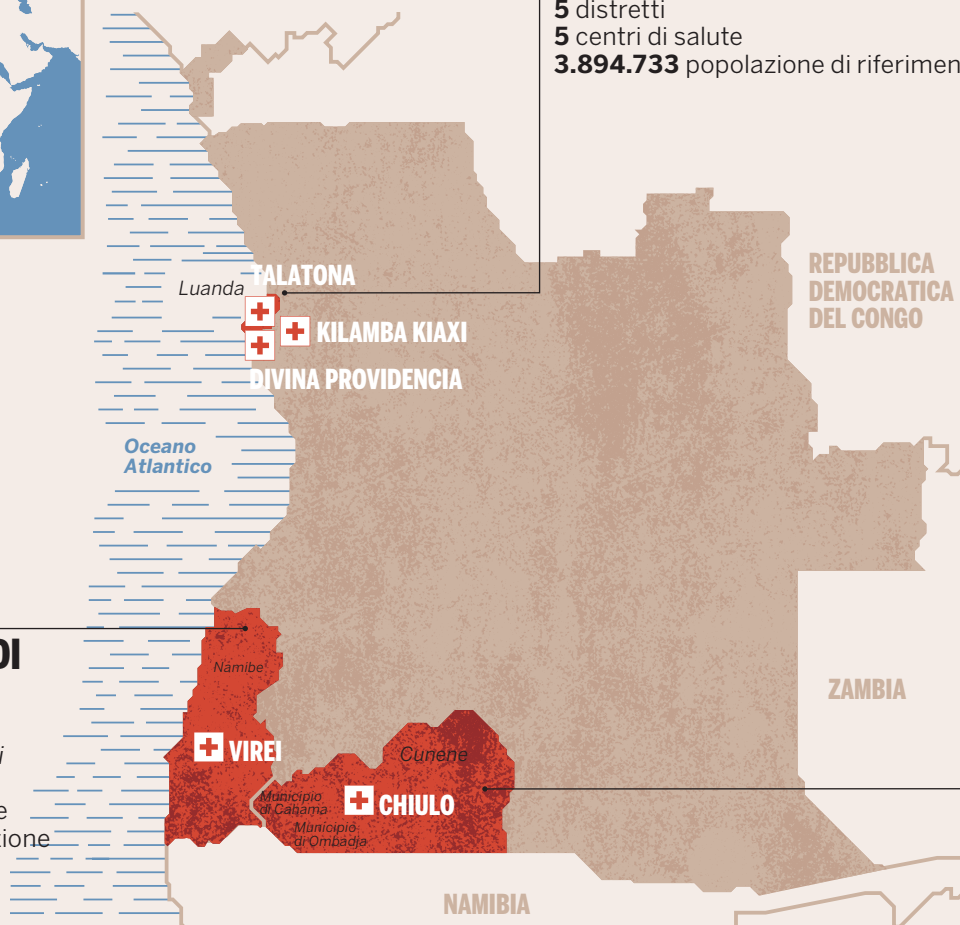 5 distretti
5 centri di salute
3.894.733 popolazione di riferimen
REPUBBLICA
DEMOCRATICA
DEL CONGO
TALATONA
Luanda
KILAMBA KIAXI
DIVINA PROVIDENCIA
Oceano
Atlantico
DI
Namibe
ZAMBIA
i
VIREI
Cunene
Municipio
di Cahama
CHIULO
e
zione
Municipio
di Ombadja
NAMIBIA